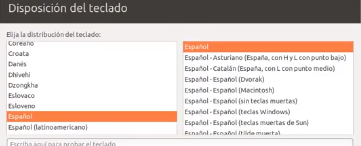 Disposición del teclado
Elija la distribución del teclado:
Coreano
Croata
Danés
Dhivehi
Dzongkha
Eslovaco
Esloveno
Español
Español (latinoamericano)
Español
Español - Asturiano (España, con H y L con punto bajo)
Español - Catalán (España, con L con punto medio)
Español - Español (Dvorak)
Español - Español (Macintosh)
Español - Español (sin teclas muertas)
Español - Español (teclas Windows)
Español - Español (teclas muertas de Sun)
Español - Español (tilde muerta)
Escriba aquí para probar el teclado